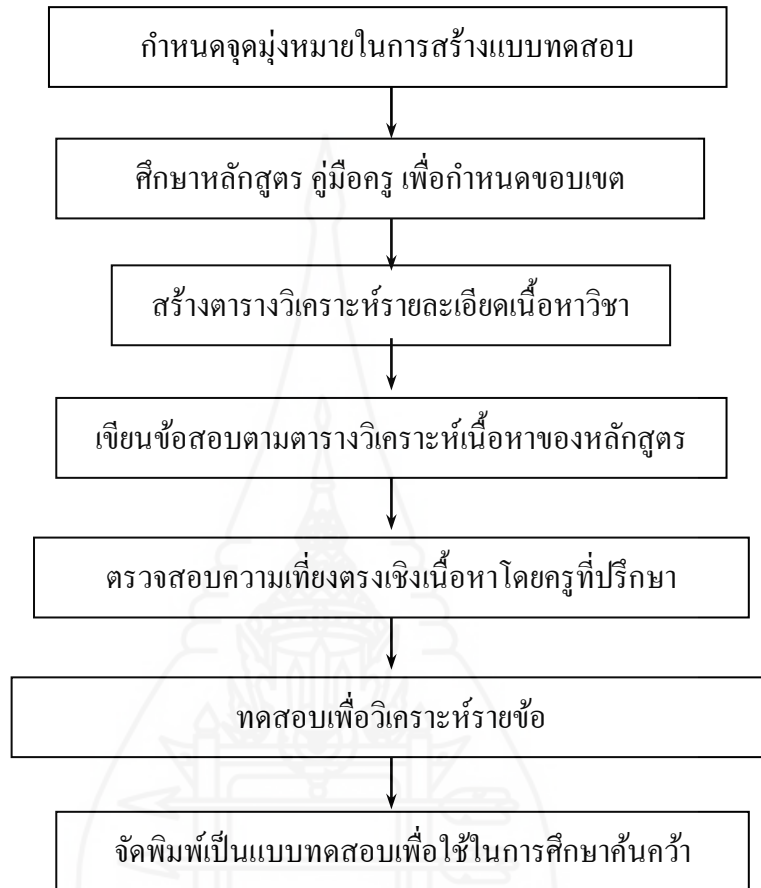 กำหนดจุดมุ่งหมายในการสร้างแบบทดสอบ
ศึกษาหลักสูตร คู่มือครู เพื่อกำหนดขอบเขต
สร้างตารางวิเคราะห์รายละเอียดเนื้อหาวิชา
เขียนข้อสอบตามตารางวิเคราะห์เนื้อหาของหลักสูตร
ตรวจสอบความเที่ยงตรงเชิงเนื้อหาโดยครูที่ปรึกษา
ทดสอบเพื่อวิเคราะห์รายข้อ
จัดพิมพ์เป็นแบบทดสอบเพื่อใช้ในการศึกษาค้นคว้า